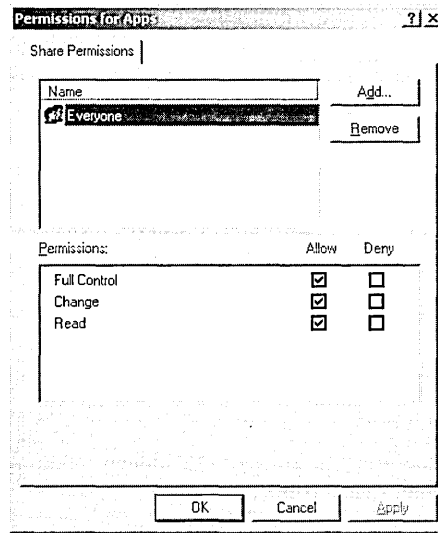 Permissions for Apps
? ×
Share Permissions
Name
Add...
Everyone
Remove
Permissions: Allow Deny
Full Control
Change
Read
OK Cancel Apply